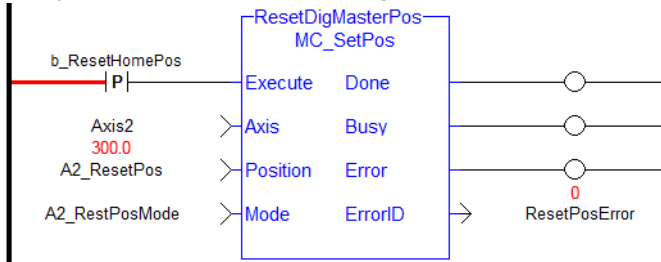 ResetDigMasterPos
MC_SetPos
b_ResetHomePos
P
Execute Done
Axis2
Axis Busy
300.0
A2_ResetPos
Position Error
0
A2_RestPosMode
Mode ErrorID
ResetPosError